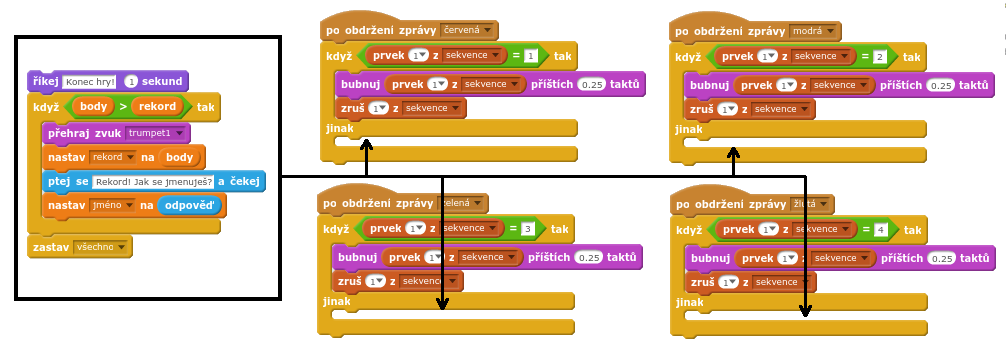 říkej Konec hry! 1 sekund
když body > rekord tak
přehraj zvuk trumpet1
nastav rekord na body
ptej se Rekord! Jak se jmenuješ? a čekej
nastav jméno na odpověď
zastav všechno
po obdržení zprávy červená
když prvek 1 z sekvence = 1 tak
bubnuj prvek 1 z sekvence příštích 0.25 taktů
zruš 1 z sekvence
jinak
po obdržení zprávy modrá
když prvek 1 z sekvence = 2 tak
bubnuj prvek 1 z sekvence příštích 0.25 taktů
zruš 1 z sekvence
jinak
po obdržení zprávy zelená
když prvek 1 z sekvence = 3 tak
bubnuj prvek 1 z sekvence příštích 0.25 taktů
zruš 1 z sekvence
jinak
po obdržení zprávy žlutá
když prvek 1 z sekvence = 4 tak
bubnuj prvek 1 z sekvence příštích 0.25 taktů
zruš 1 z sekvence
jinak